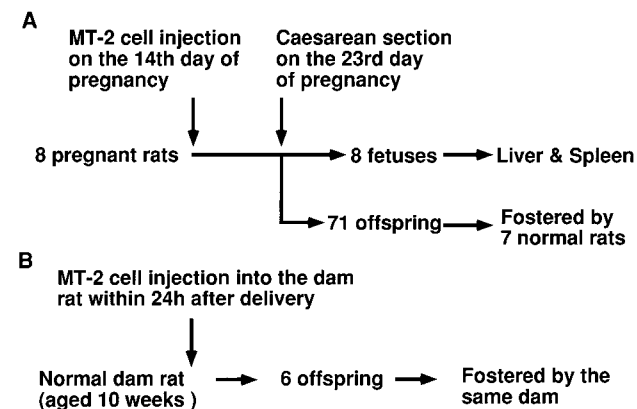 A
MT-2 cell injection
on the 14th day of
pregnancy
Caesarean section
on the 23rd day
of pregnancy
8 pregnant rats
8 fetuses
Liver & Spleen
71 offspring
Fostered by
7 normal rats
B
MT-2 cell injection into the dam
rat within 24h after delivery
Normal dam rat
(aged 10 weeks )
6 offspring
Fostered by the
same dam